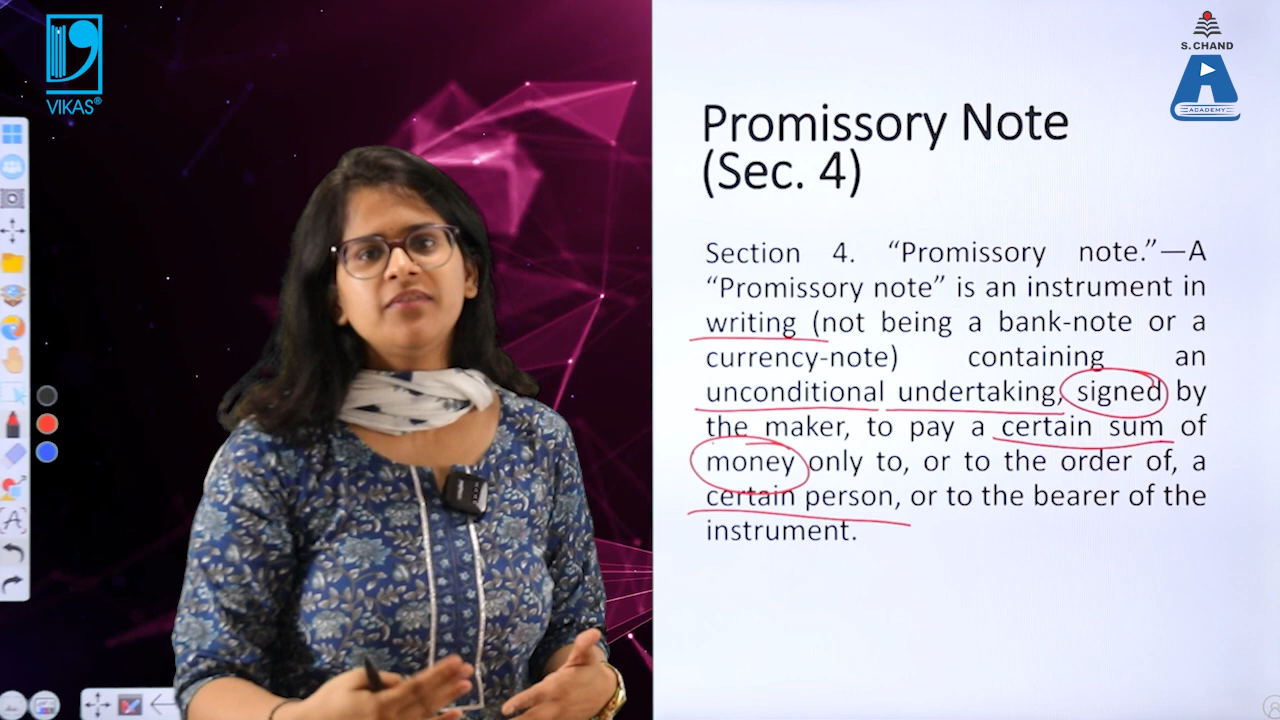 VIKAS®
S. CHAND
ACADEMY
Promissory Note
(Sec. 4)
Section 4. “Promissory note.”—A
“Promissory note” is an instrument in
writing (not being a bank-note or a
currency-note) containing an
unconditional undertaking, signed by
the maker, to pay a certain sum of
money only to, or to the order of, a
certain person, or to the bearer of the
instrument.